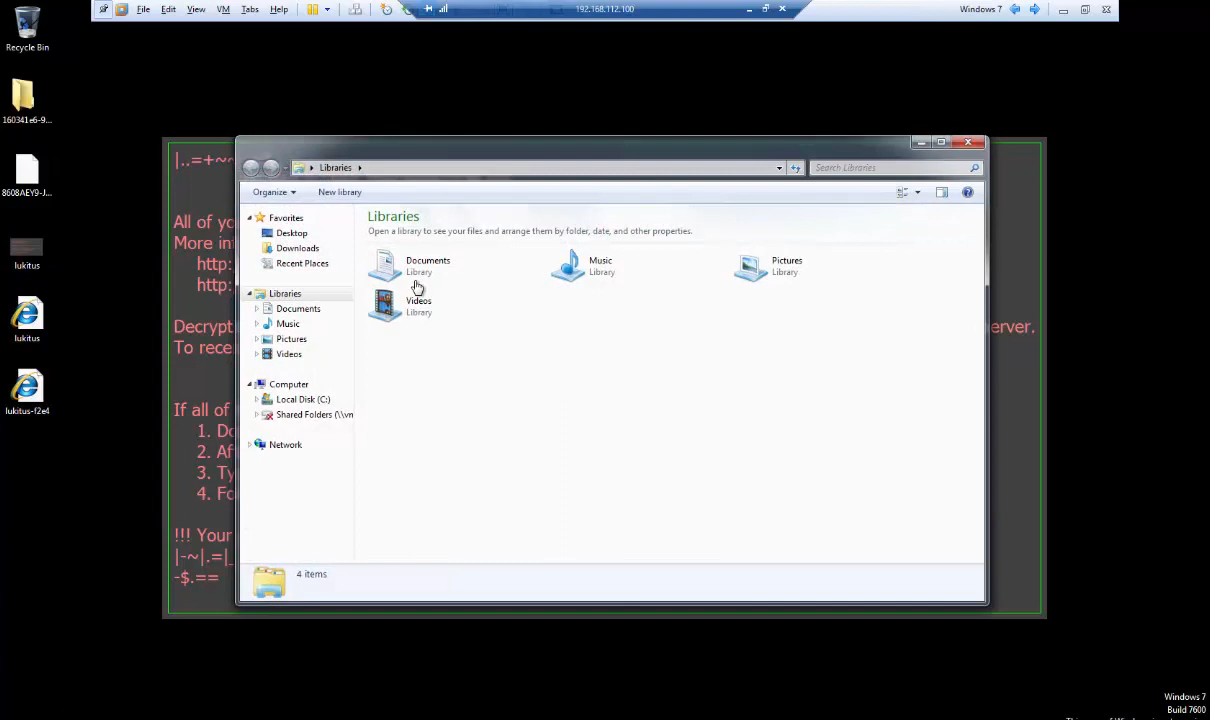 File Edit View VM Tabs Help
192.168.112.100
Windows 7
Recycle Bin
160341e6-9...
8608AEY9-J...
lukitus
lukitus
lukitus-f2e4
|..=+~~
All of yo
More in
http:
http:
Decrypt
erver.
To rece
If all of
1. Do
2. Af
3. Ty
4. Fo
!!! Your
|-~|.=|_
-$.==
Libraries
Search Libraries
Organize
New library
Favorites
Desktop
Downloads
Recent Places
Libraries
Documents
Music
Pictures
Videos
Computer
Local Disk (C:)
Shared Folders (\\vn
Network
Libraries
Open a library to see your files and arrange them by folder, date, and other properties.
Documents
Library
Music
Library
Pictures
Library
Videos
Library
4 items
Windows 7
Build 7600